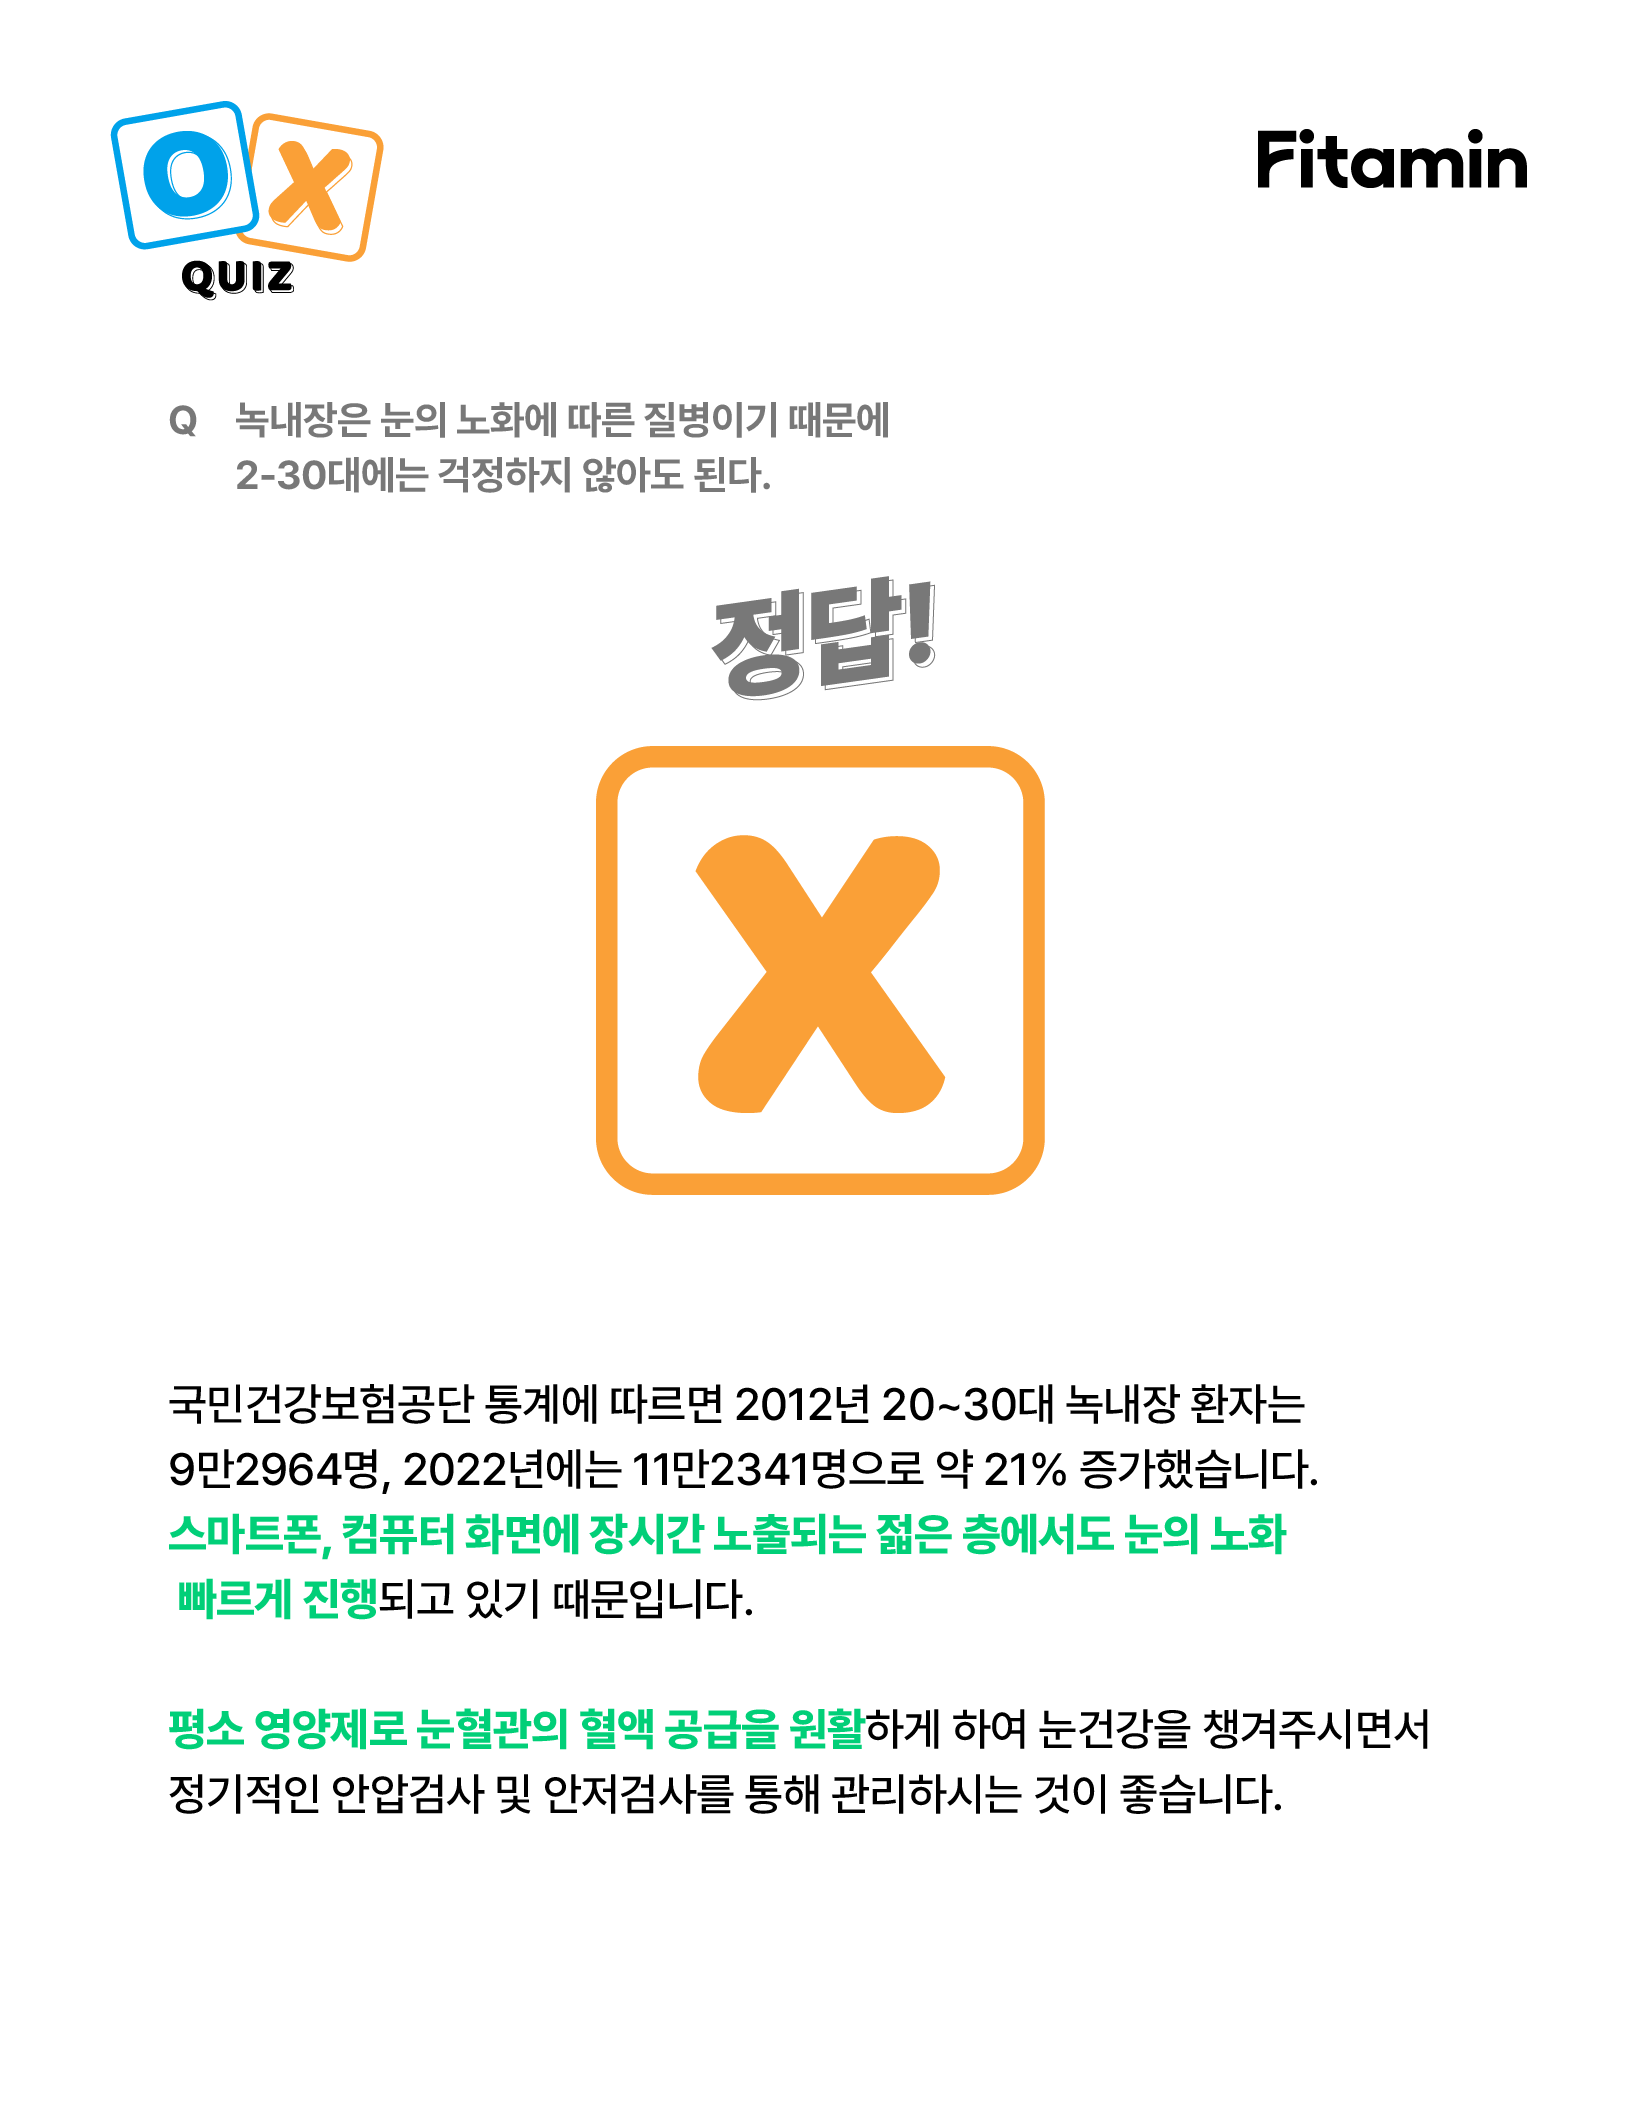 O X
QUIZ
Fitamin
Q 녹내장은 눈의 노화에 따른 질병이기 때문에
2-30대에는 걱정하지 않아도 된다.
정답!
X
국민건강보험공단 통계에 따르면 2012년 20~30대 녹내장 환자는
9만2964명, 2022년에는 11만2341명으로 약 21% 증가했습니다.
스마트폰, 컴퓨터 화면에 장시간 노출되는 젊은 층에서도 눈의 노화
빠르게 진행되고 있기 때문입니다.
평소 영양제로 눈혈관의 혈액 공급을 원활하게 하여 눈건강을 챙겨주시면서
정기적인 안압검사 및 안저검사를 통해 관리하시는 것이 좋습니다.